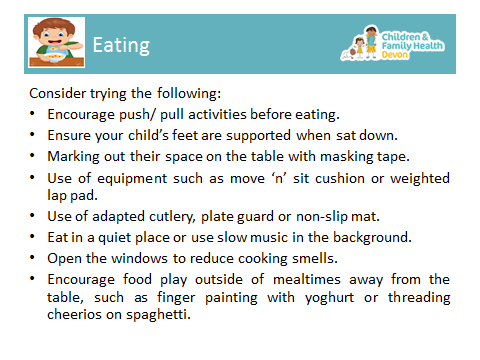 Eating
Children &
Family Health
Devon
Consider trying the following:
• Encourage push/ pull activities before eating.
• Ensure your child’s feet are supported when sat down.
• Marking out their space on the table with masking tape.
• Use of equipment such as move ‘n’ sit cushion or weighted
lap pad.
• Use of adapted cutlery, plate guard or non-slip mat.
• Eat in a quiet place or use slow music in the background.
• Open the windows to reduce cooking smells.
• Encourage food play outside of mealtimes away from the
table, such as finger painting with yoghurt or threading
cheerios on spaghetti.